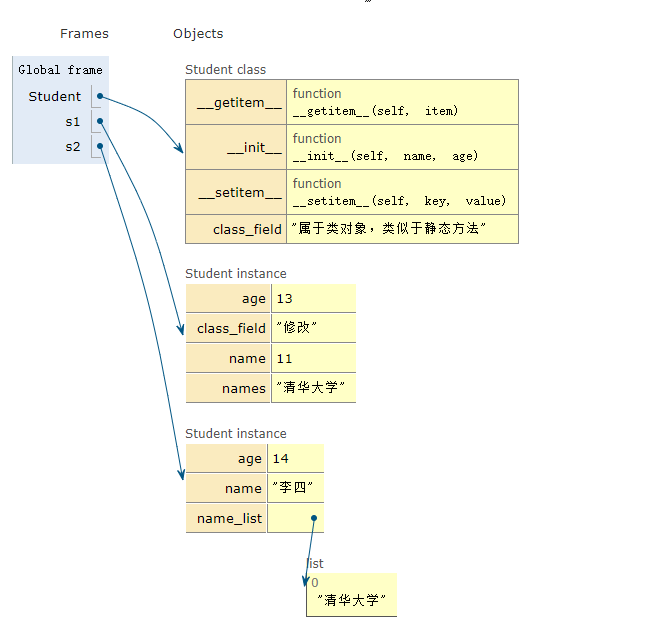 Frames Objects
Global frame
Student
s1
s2
Student class
__getitem__ function
__getitem__(self, item)
__init__ function
__init__(self, name, age)
__setitem__ function
__setitem__(self, key, value)
class_field "属于类对象，类似于静态方法"
Student instance
age 13
class_field "修改"
name 11
names "清华大学"
Student instance
age 14
name "李四"
name_list
list
0
"清华大学"